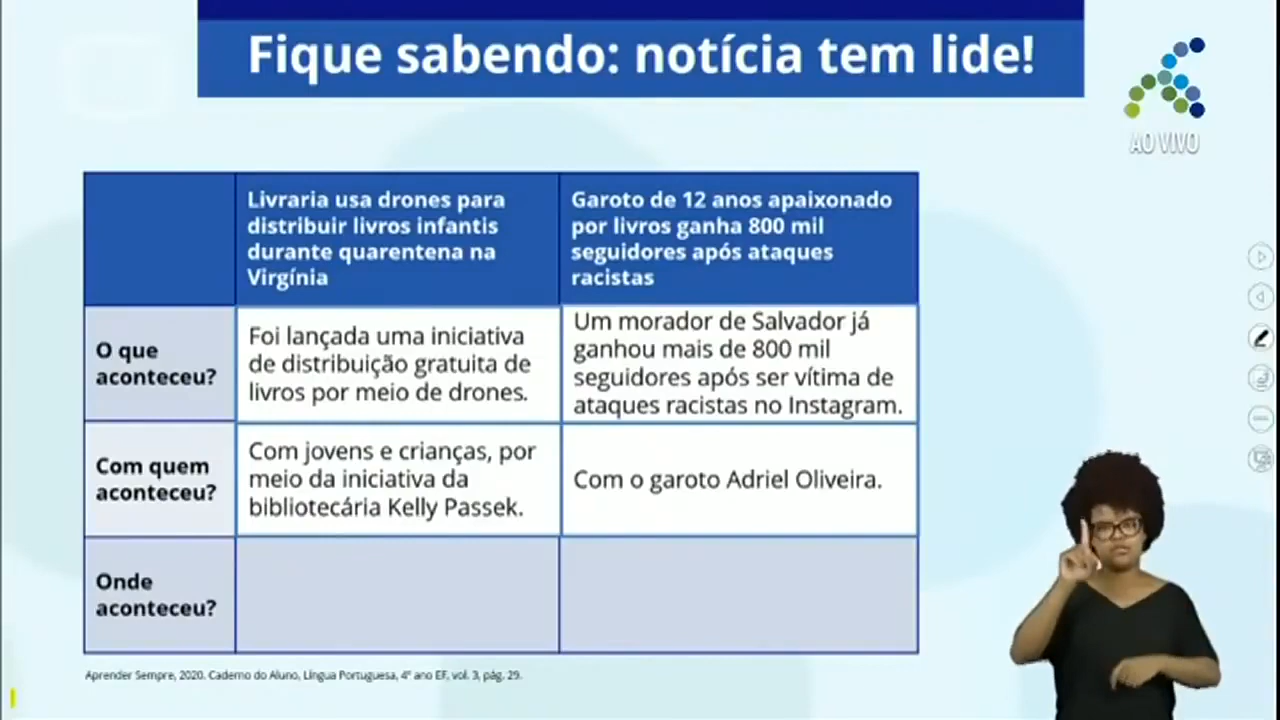 Fique sabendo: notícia tem lide!
AO VIVO
Livraria usa drones para
distribuir livros infantis
durante quarentena na
Virgínia
Garoto de 12 anos apaixonado
por livros ganha 800 mil
seguidores após ataques
racistas
O que
aconteceu?
Foi lançada uma iniciativa
de distribuição gratuita de
livros por meio de drones.
Um morador de Salvador já
ganhou mais de 800 mil
seguidores após ser vítima de
ataques racistas no Instagram.
Com quem
aconteceu?
Com jovens e crianças, por
meio da iniciativa da
bibliotecária Kelly Passek.
Com o garoto Adriel Oliveira.
Onde
aconteceu?
Aprender Sempre, 2020. Caderno do Aluno, Língua Portuguesa, 4º ano EF, vol. 3, pág. 29.